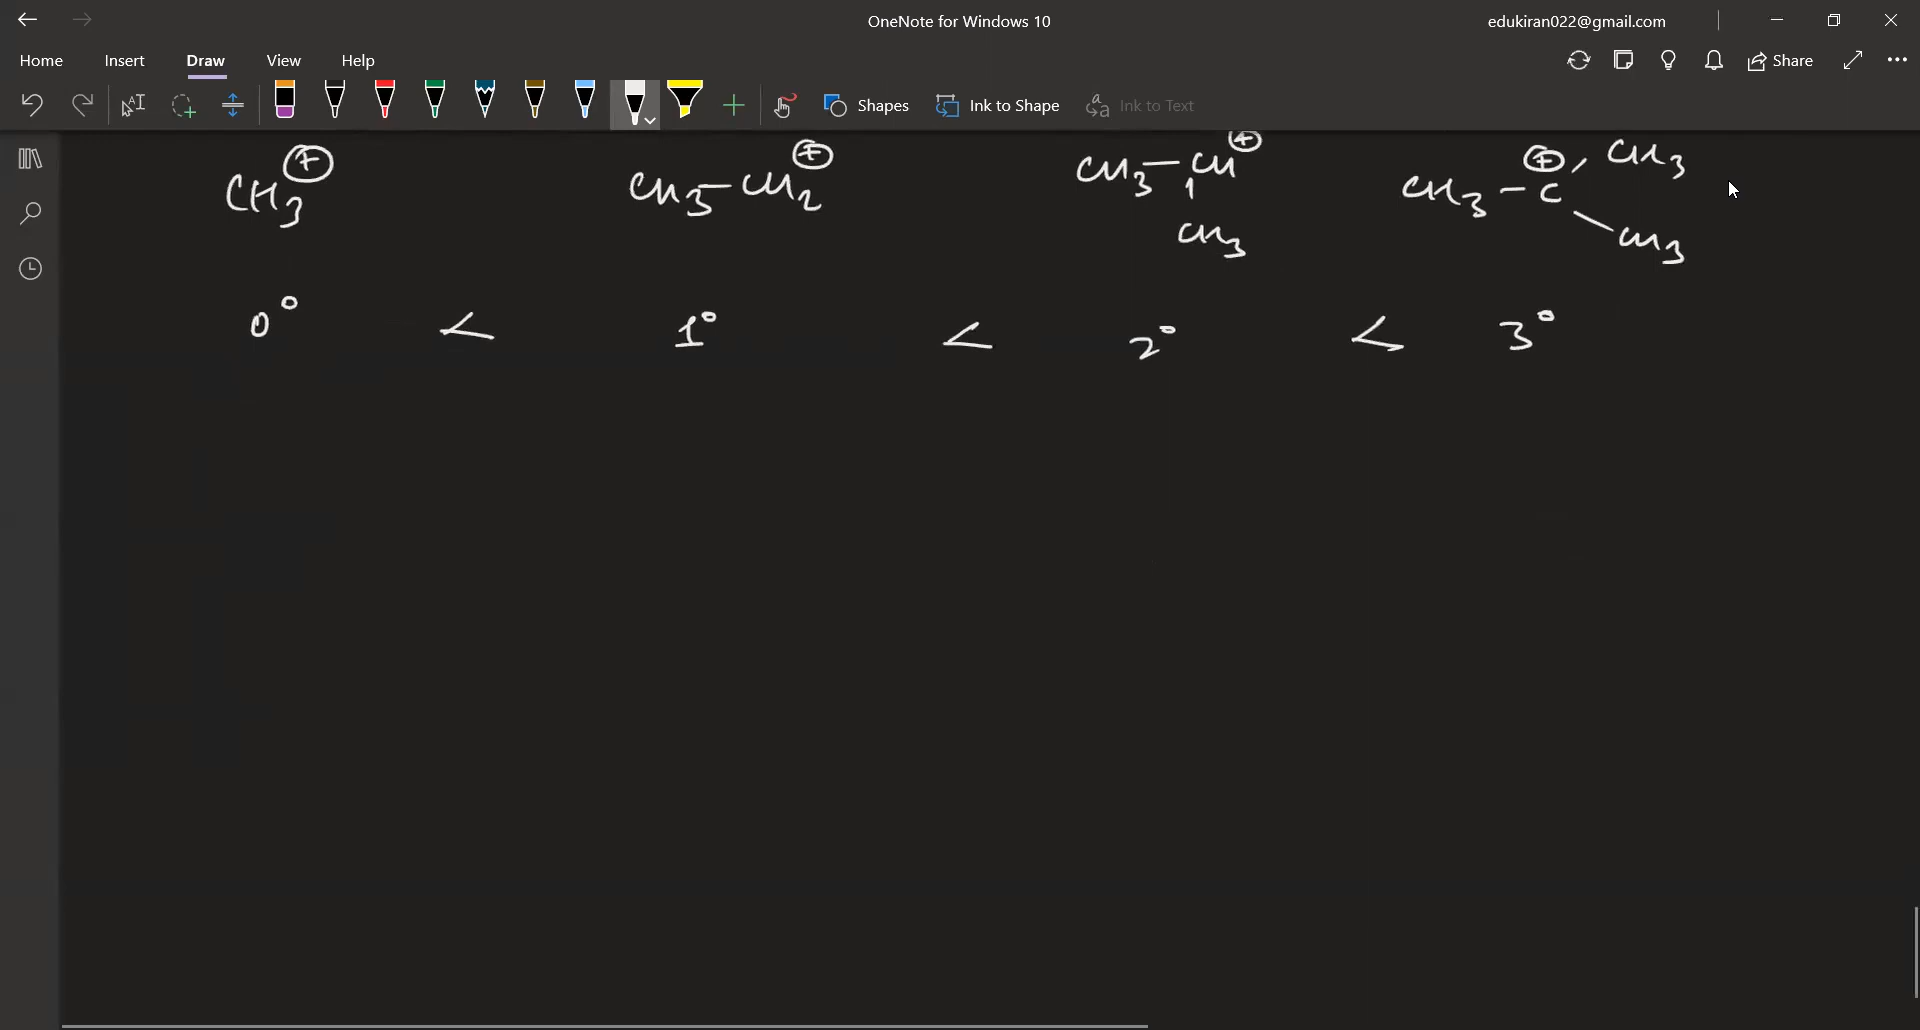 OneNote for Windows 10
edukiran022@gmail.com
Home Insert Draw View Help
Share
Shapes Ink to Shape Ink to Text
CH3⊕ CH3-CH2⊕ CH3-CH⊕ CH3-C⊕ CH3
CH3 CH3
0° < 1° < 2° < 3°